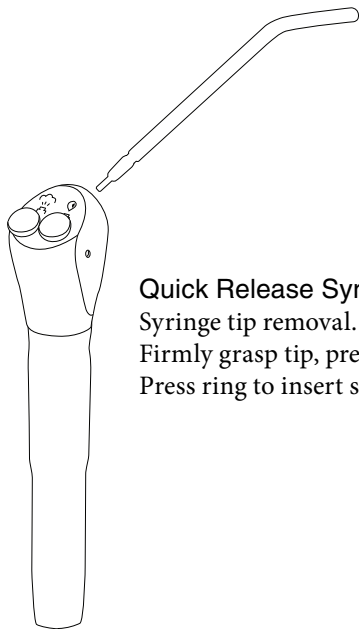 Quick Release Syr
Syringe tip removal.
Firmly grasp tip, pre
Press ring to insert s